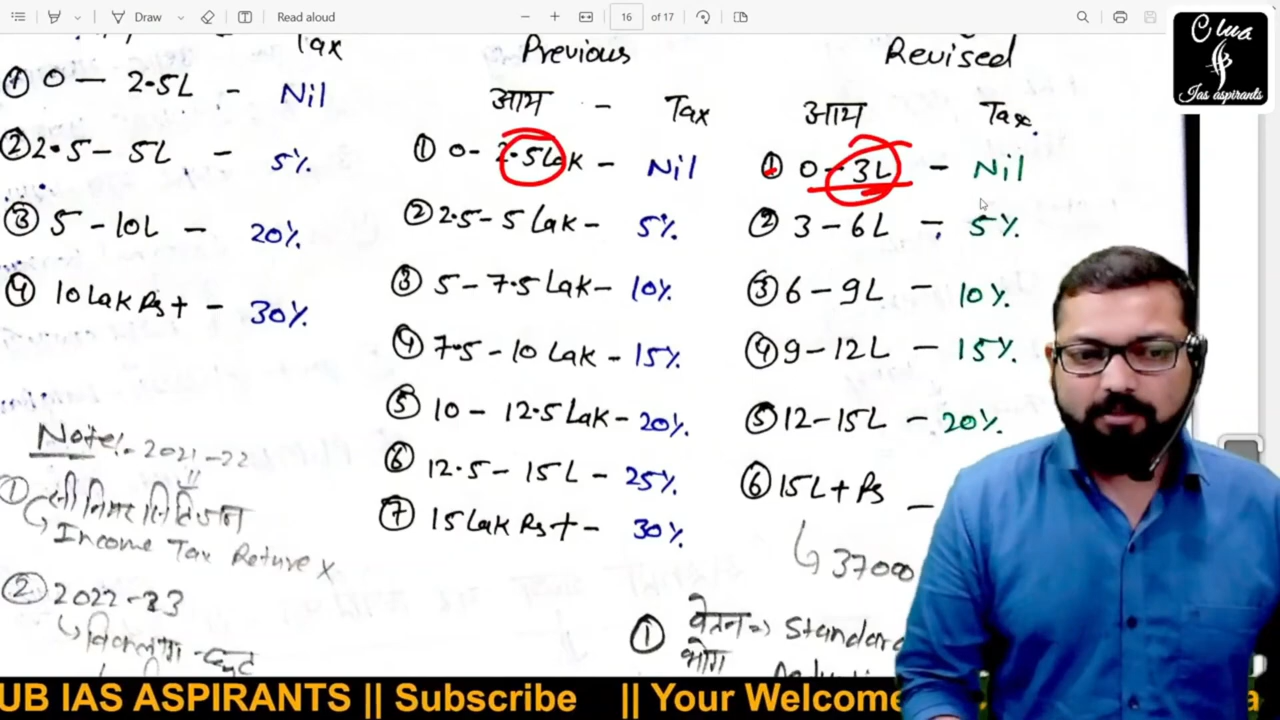 Draw
Read aloud
16
of 17
C lua
Ias aspirants
Tax
① 0 — 2.5L - Nil
② 2.5 - 5L - 5%
③ 5 - 10L - 20%
④ 10 Lak Rs + - 30%
Note:- 2021-22
①
Income Tax Return X
② 2022-23
Previous
आय - Tax
① 0 - 2.5Lak - Nil
② 2.5 - 5 Lak - 5%
③ 5 - 7.5 Lak - 10%
④ 7.5 - 10 Lak - 15%
⑤ 10 - 12.5 Lak - 20%
⑥ 12.5 - 15L - 25%
⑦ 15 Lak Rs + - 30%
Revised
आय Tax
① 0 - 3L - Nil
② 3 - 6L - 5%
③ 6 - 9L - 10%
④ 9 - 12L - 15%
⑤ 12 - 15L - 20%
⑥ 15L + Rs -
37000
① वेतन => Standard
भोगी
UB IAS ASPIRANTS || Subscribe || Your Welcome